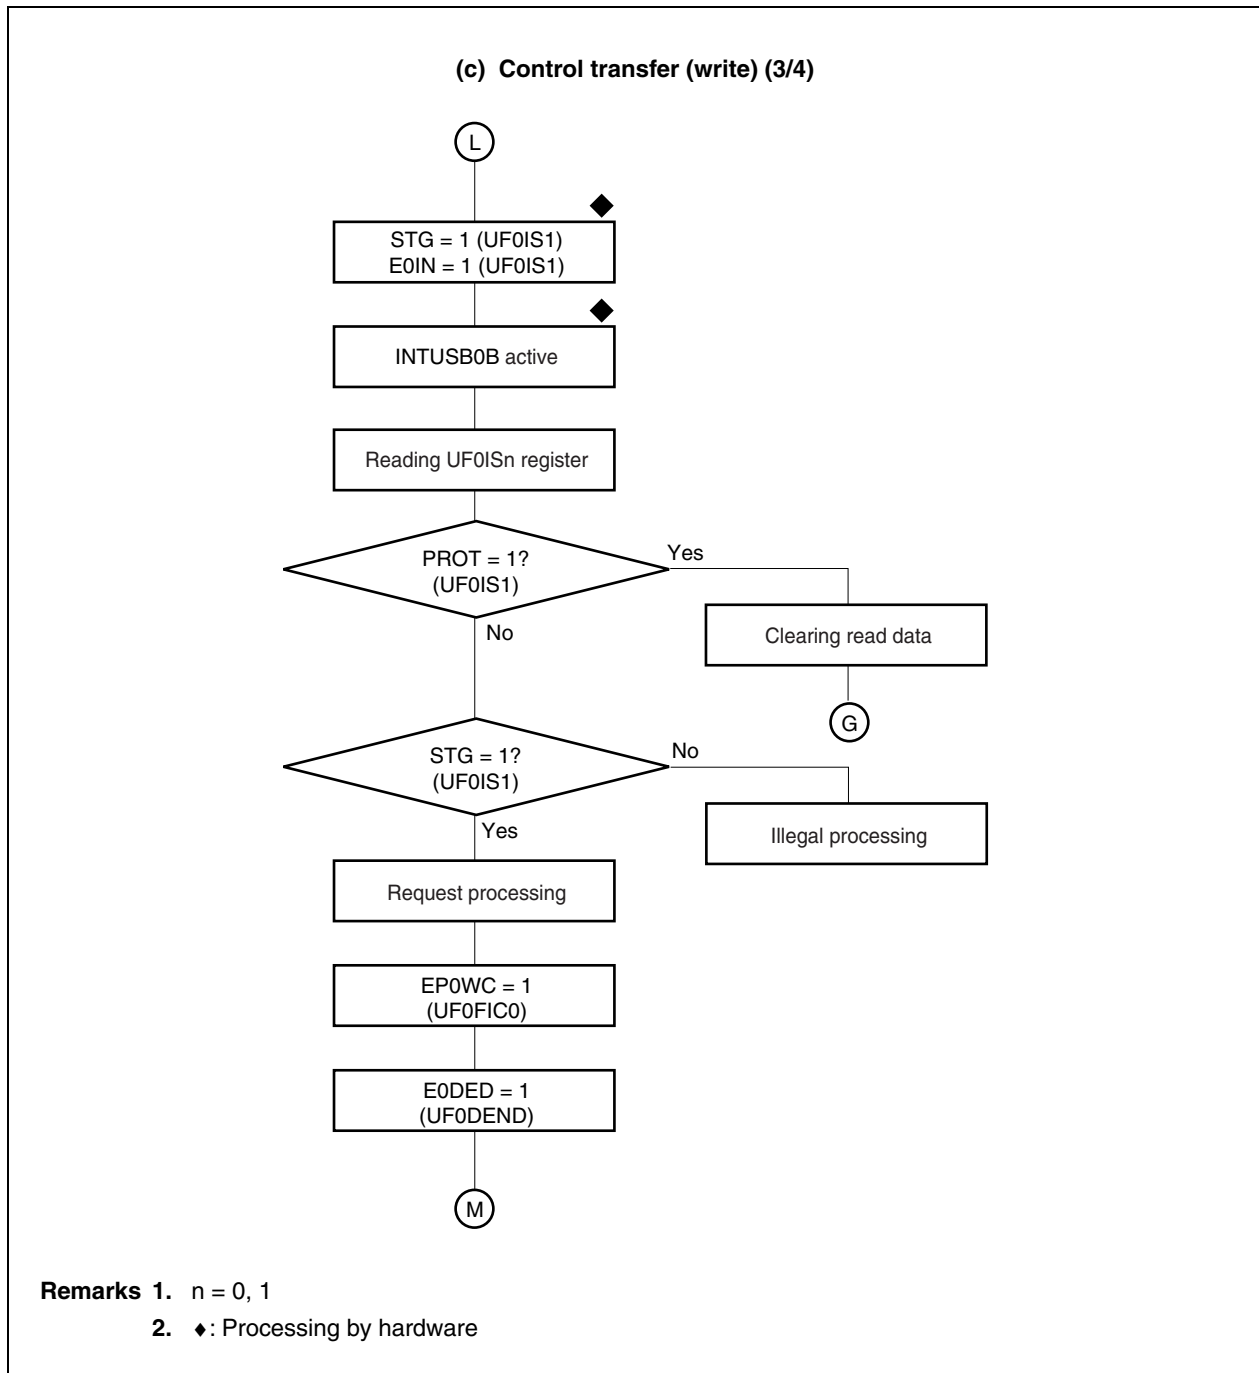 (c) Control transfer (write) (3/4)
L
STG = 1 (UF0IS1)
E0IN = 1 (UF0IS1)
INTUSB0B active
Reading UF0ISn register
PROT = 1?
(UF0IS1)
Yes
No
Clearing read data
G
STG = 1?
(UF0IS1)
No
Yes
Illegal processing
Request processing
EP0WC = 1
(UF0FIC0)
E0DED = 1
(UF0DEND)
M
Remarks 1. n = 0, 1
2. ♦: Processing by hardware